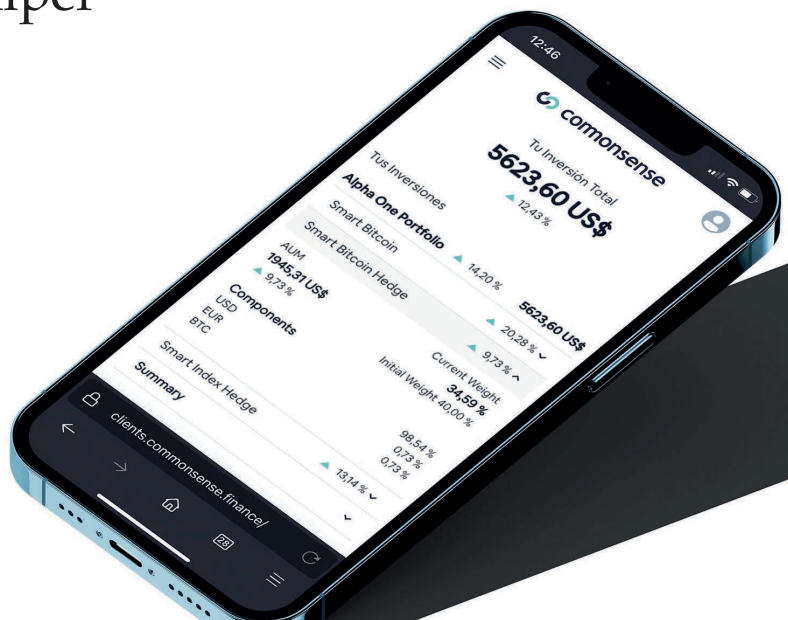 12:46
commonsense
Tu Inversión Total
5623,60 US$
▲ 12,43 %
Tus Inversiones
Alpha One Portfolio ▲ 14,20 % 5623,60 US$
Smart Bitcoin ▲ 20,28 %
Smart Bitcoin Hedge ▲ 9,73 %
AUM Current Weight
1945,31 US$ 34,59 %
▲ 9,73 % Initial Weight 40,00 %
Components
USD 98,54 %
EUR 0,73 %
BTC 0,73 %
Smart Index Hedge ▲ 13,14 %
Summary
clients.commonsense.finance/
28